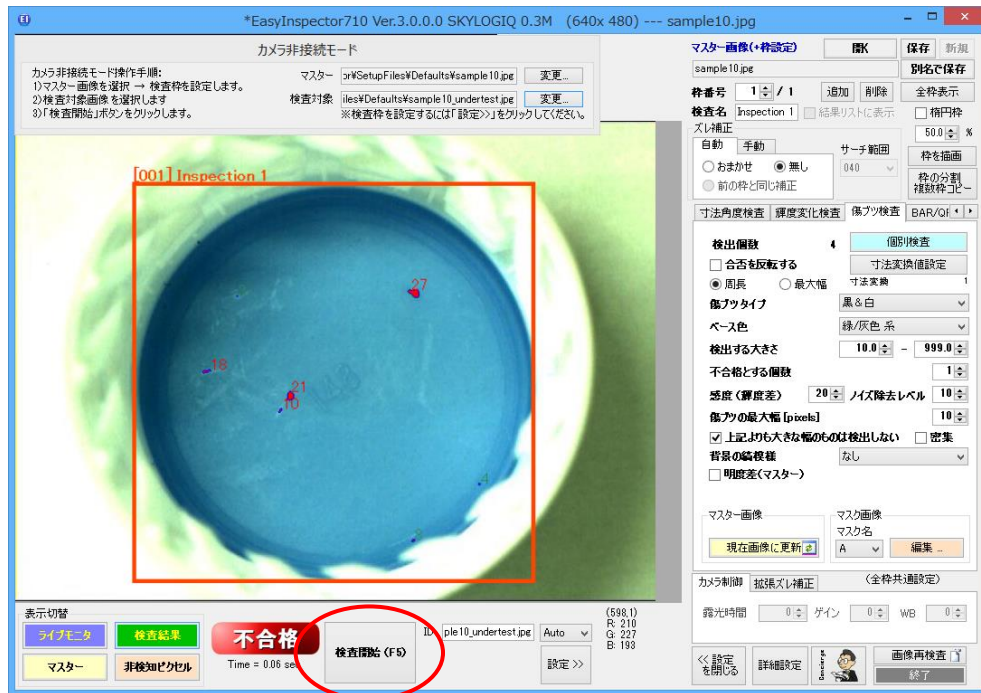 *EasyInspector710 Ver.3.0.0.0 SKYLOGIQ 0.3M (640x 480) --- sample10.jpg
カメラ非接続モード
カメラ非接続モード操作手順:
1)マスター画像を選択 → 検査枠を設定します。
2)検査対象画像を選択します
3)「検査開始」ボタンをクリックします。
マスター or¥SetupFiles¥Defaults¥sample10.jpg 変更...
検査対象 iles¥Defaults¥sample10_undertest.jpg 変更...
※検査枠を設定するには「設定>>」をクリックしてください。
[001] Inspection 1
27
18
21
10
4
マスター画像(+枠設定) 開K 保存 新規
sample10.jpg 別名で保存
枠番号 1 / 1 追加 削除 全枠表示
検査名 Inspection 1 結果リストに表示 楕円枠
ズレ補正 50.0 %
自動 手動 サーチ範囲 枠を描画
おまかせ 無し 040
前の枠と同じ補正 枠の分割
複数枠コピー
寸法角度検査 輝度変化検査 傷ブツ検査 BAR/QF
検出個数 4 個別検査
合否を反転する 寸法変換値設定
周長 最大幅 寸法変換 1
傷ブツタイプ 黒&白
ベース色 緑/灰色 系
検出する大きさ 10.0 - 999.0
不合格とする個数 1
感度(輝度差) 20 ノイズ除去レベル 10
傷ブツの最大幅 [pixels] 10
上記よりも大きな幅のものは検出しない 密集
背景の縞模様 なし
明度差(マスター)
マスター画像 マスク画像
マスク名
現在画像に更新 A 編集 ..
カメラ制御 拡張ズレ補正 (全枠共通設定)
露光時間 0 ゲイン 0 WB 0
<< 設定
を閉じる 詳細設定 Concierge 画像再検査
終了
表示切替
ライブモニタ 検査結果
マスター 非検知ピクセル
不合格
Time = 0.06 sec
検査開始 (F5)
ID ple10_undertest.jpg Auto
設定 >>
(598,1)
R: 210
G: 227
B: 193